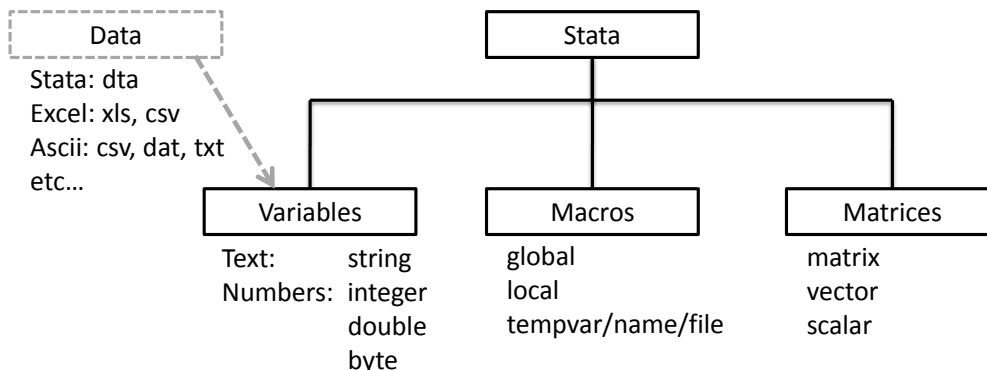 Data
Stata: dta
Excel: xls, csv
Ascii: csv, dat, txt
etc...
Stata
Variables
Text: string
Numbers: integer
double
byte
Macros
global
local
tempvar/name/file
Matrices
matrix
vector
scalar